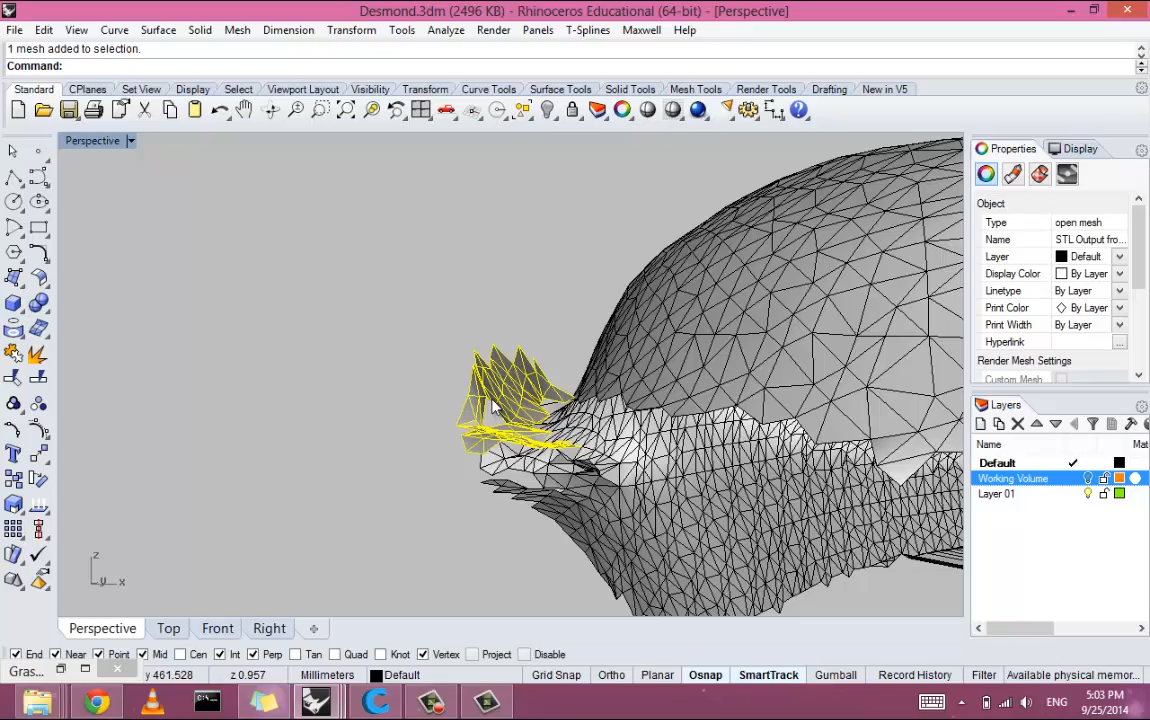 Desmond.3dm (2496 KB) - Rhinoceros Educational (64-bit) - [Perspective]
File Edit View Curve Surface Solid Mesh Dimension Transform Tools Analyze Render Panels T-Splines Maxwell Help
1 mesh added to selection.
Command:
Standard CPlanes Set View Display Select Viewport Layout Visibility Transform Curve Tools Surface Tools Solid Tools Mesh Tools Render Tools Drafting New in V5
Perspective
Properties Display
Object
Type open mesh
Name STL Output fro...
Layer Default
Display Color By Layer
Linetype By Layer
Print Color By Layer
Print Width By Layer
Hyperlink ...
Render Mesh Settings
Custom Mesh
Layers
Name Mat
Default
Working Volume
Layer 01
z
y x
Perspective Top Front Right
End Near Point Mid Cen Int Perp Tan Quad Knot Vertex Project Disable
Gras... y 461.528 z 0.957 Millimeters Default Grid Snap Ortho Planar Osnap SmartTrack Gumball Record History Filter Available physical memor...
ENG
5:03 PM
9/25/2014